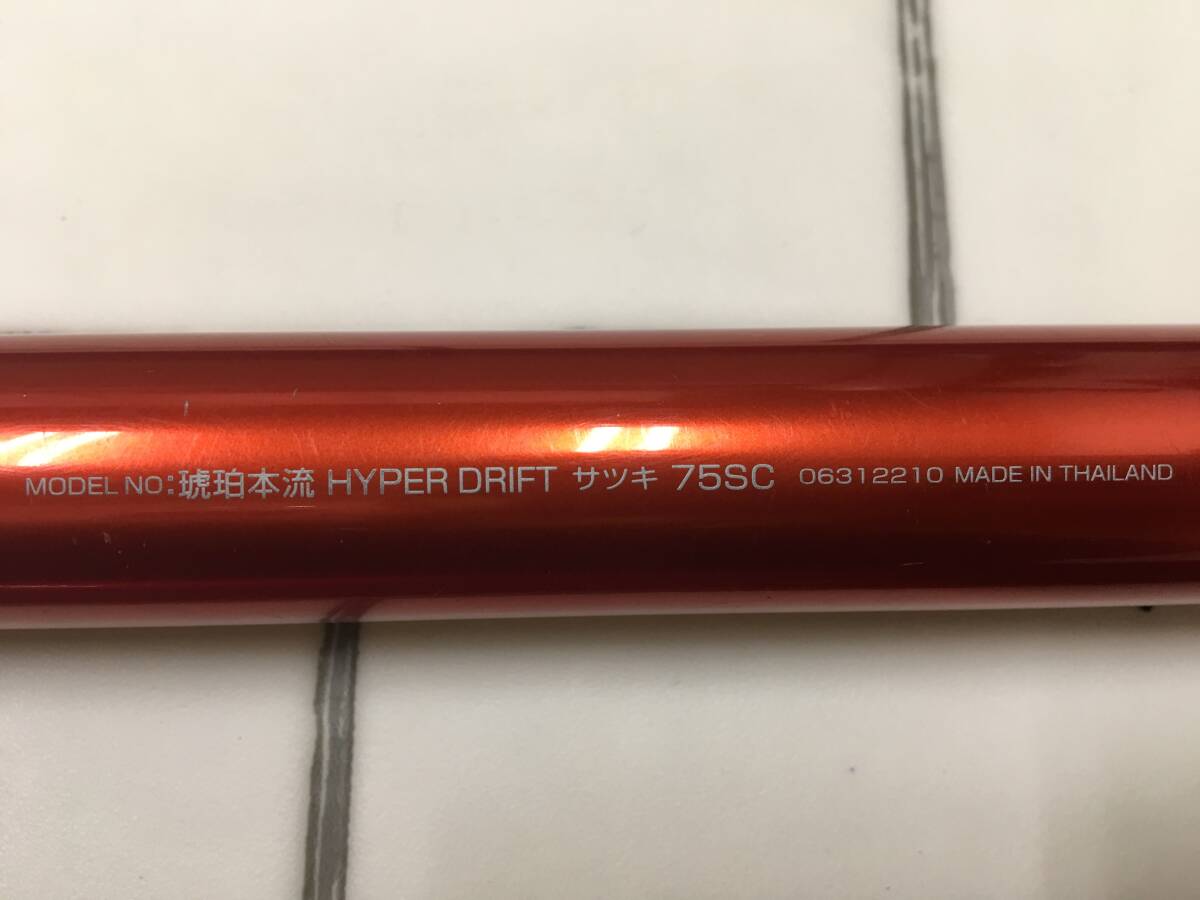 MODEL NO:琥珀本流 HYPER DRIFT サツキ 75SC 06312210 MADE IN THAILAND